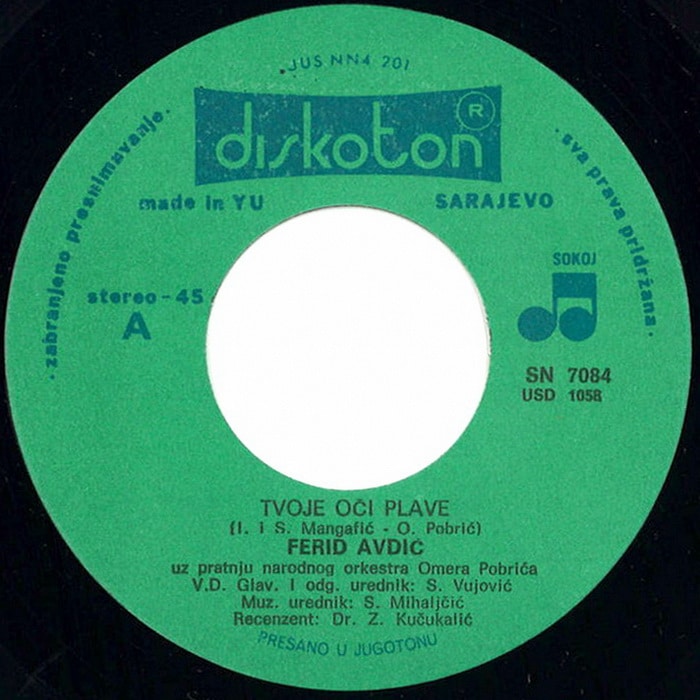 JUS NN4 201
diskoton ®
made in YU
SARAJEVO
· zabranjeno presnimavanje ·
· sva prava pridržana ·
stereo - 45
A
SOKOJ
SN 7084
USD 1058
TVOJE OČI PLAVE
(I. i S. Mangafić - O. Pobrić)
FERID AVDIĆ
uz pratnju narodnog orkestra Omera Pobrića
V.D. Glav. i odg. urednik: S. Vujović
Muz. urednik: S. Mihaljčić
Recenzent: Dr. Z. Kučukalić
PRESANO U JUGOTONU